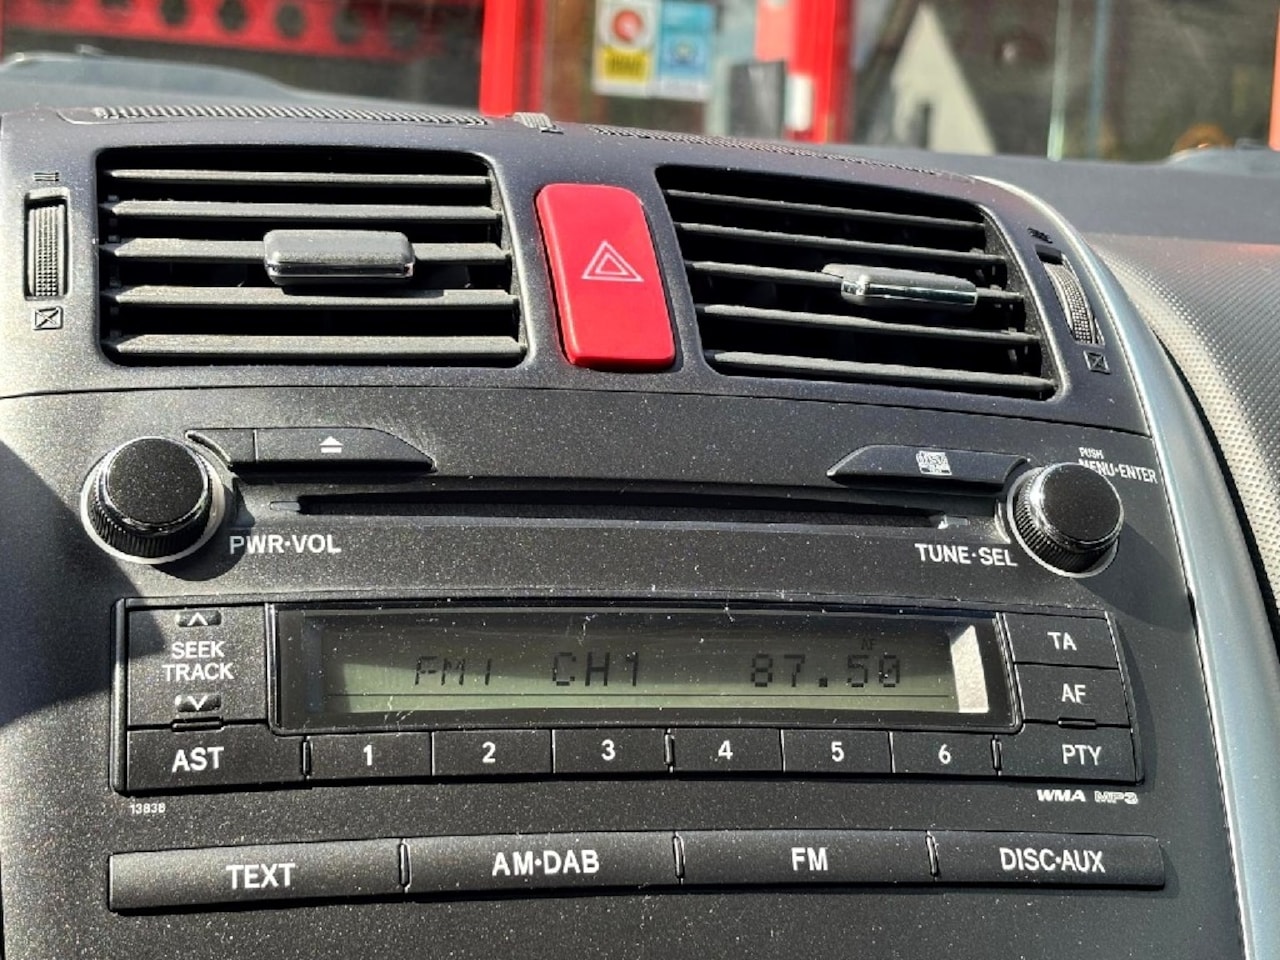 PUSH
MENU·ENTER
PWR·VOL
TUNE·SEL
SEEK
TRACK
AF
FM1 CH1 87.50
TA
AF
AST
1 2 3 4 5 6
PTY
13838
WMA MP3
TEXT
AM·DAB
FM
DISC·AUX